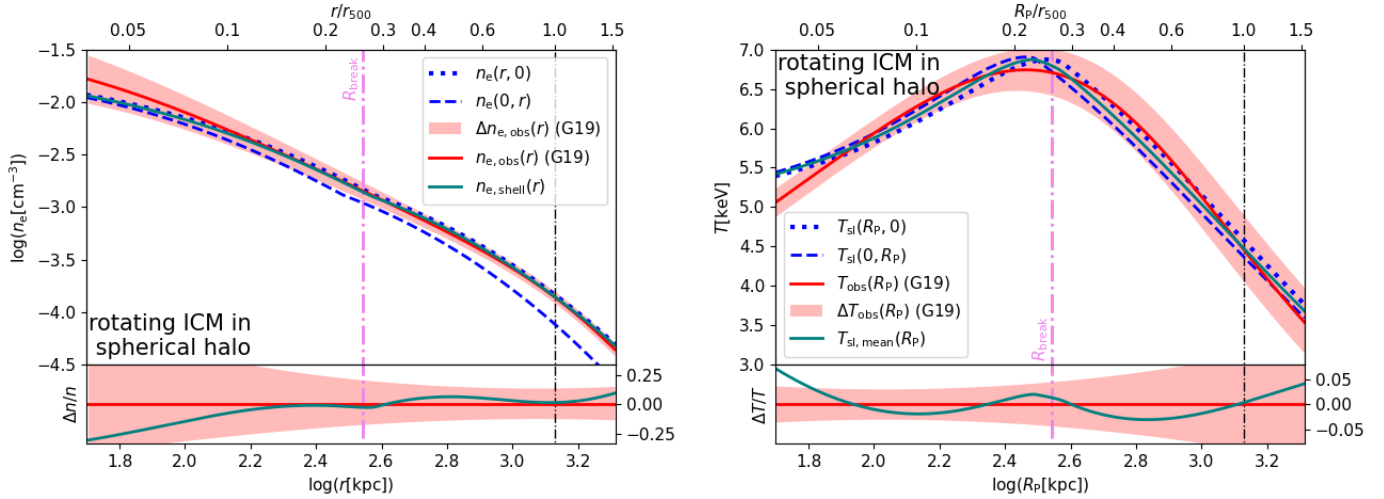 r/r500
0.05 0.1 0.2 0.3 0.4 0.6 1.0 1.5
−1.5
−2.0
−2.5
−3.0
−3.5
−4.0
−4.5
log(ne[cm−3])
Rbreak
ne(r, 0)
ne(0, r)
Δne,obs(r) (G19)
ne,obs(r) (G19)
ne,shell(r)
rotating ICM in
spherical halo
Δn/n
0.25
0.00
−0.25
1.8 2.0 2.2 2.4 2.6 2.8 3.0 3.2
log(r[kpc])
RP/r500
0.05 0.1 0.2 0.3 0.4 0.6 1.0 1.5
rotating ICM in
spherical halo
7.0
6.5
6.0
5.5
5.0
4.5
4.0
3.5
3.0
T[keV]
Tsl(RP, 0)
Tsl(0, RP)
Tobs(RP) (G19)
ΔTobs(RP) (G19)
Tsl,mean(RP)
Rbreak
ΔT/T
0.05
0.00
−0.05
1.8 2.0 2.2 2.4 2.6 2.8 3.0 3.2
log(RP[kpc])